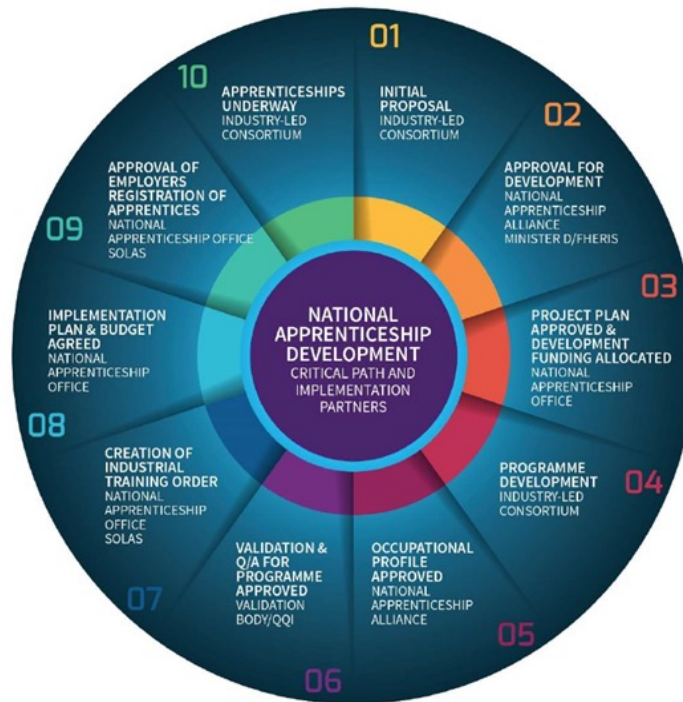 NATIONAL
APPRENTICESHIP
DEVELOPMENT
CRITICAL PATH AND
IMPLEMENTATION
PARTNERS
01
INITIAL
PROPOSAL
INDUSTRY-LED
CONSORTIUM
02
APPROVAL FOR
DEVELOPMENT
NATIONAL
APPRENTICESHIP
ALLIANCE
MINISTER D/FHERIS
03
PROJECT PLAN
APPROVED &
DEVELOPMENT
FUNDING ALLOCATED
NATIONAL
APPRENTICESHIP
OFFICE
04
PROGRAMME
DEVELOPMENT
INDUSTRY-LED
CONSORTIUM
05
OCCUPATIONAL
PROFILE
APPROVED
NATIONAL
APPRENTICESHIP
ALLIANCE
06
VALIDATION &
Q/A FOR
PROGRAMME
APPROVED
VALIDATION
BODY/QQI
07
CREATION OF
INDUSTRIAL
TRAINING ORDER
NATIONAL
APPRENTICESHIP
OFFICE
SOLAS
08
IMPLEMENTATION
PLAN & BUDGET
AGREED
NATIONAL
APPRENTICESHIP
OFFICE
09
APPROVAL OF
EMPLOYERS
REGISTRATION OF
APPRENTICES
NATIONAL
APPRENTICESHIP OFFICE
SOLAS
10
APPRENTICESHIPS
UNDERWAY
INDUSTRY-LED
CONSORTIUM